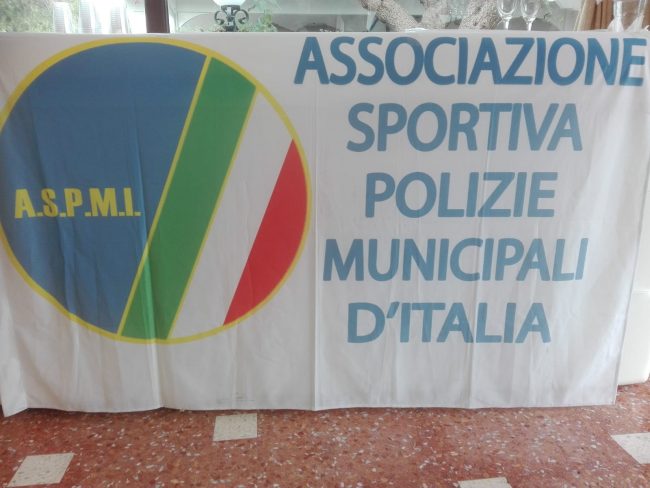 A.S.P.M.I.
ASSOCIAZIONE
SPORTIVA
POLIZIE
MUNICIPALI
D'ITALIA